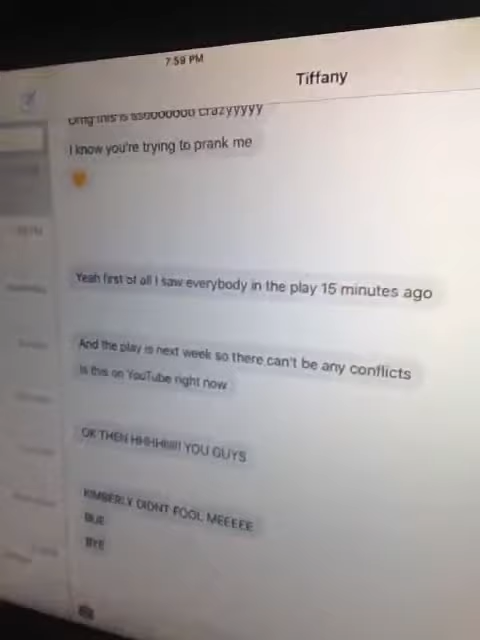 7:59 PM
Tiffany
Omg this is sooooooo crazyyyyy
I know you're trying to prank me
Yeah first of all I saw everybody in the play 15 minutes ago
And the play is next week so there can't be any conflicts
Is this on YouTube right now
OK THEN HHHHIIIII YOU GUYS
KIMBERLY DIDNT FOOL MEEEEE
BYE